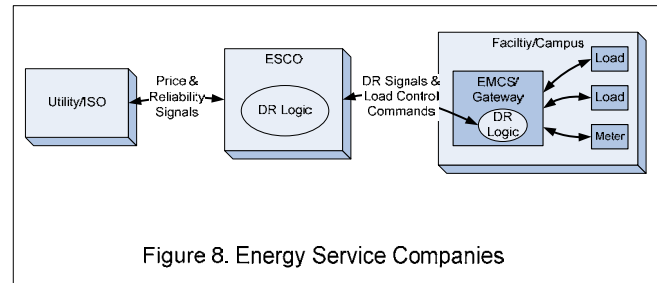 Utility/ISO
Price &
Reliability
Signals
ESCO
DR Logic
DR Signals &
Load Control
Commands
Faciltiy/Campus
EMCS/
Gateway
DR
Logic
Load
Load
Meter
Figure 8. Energy Service Companies